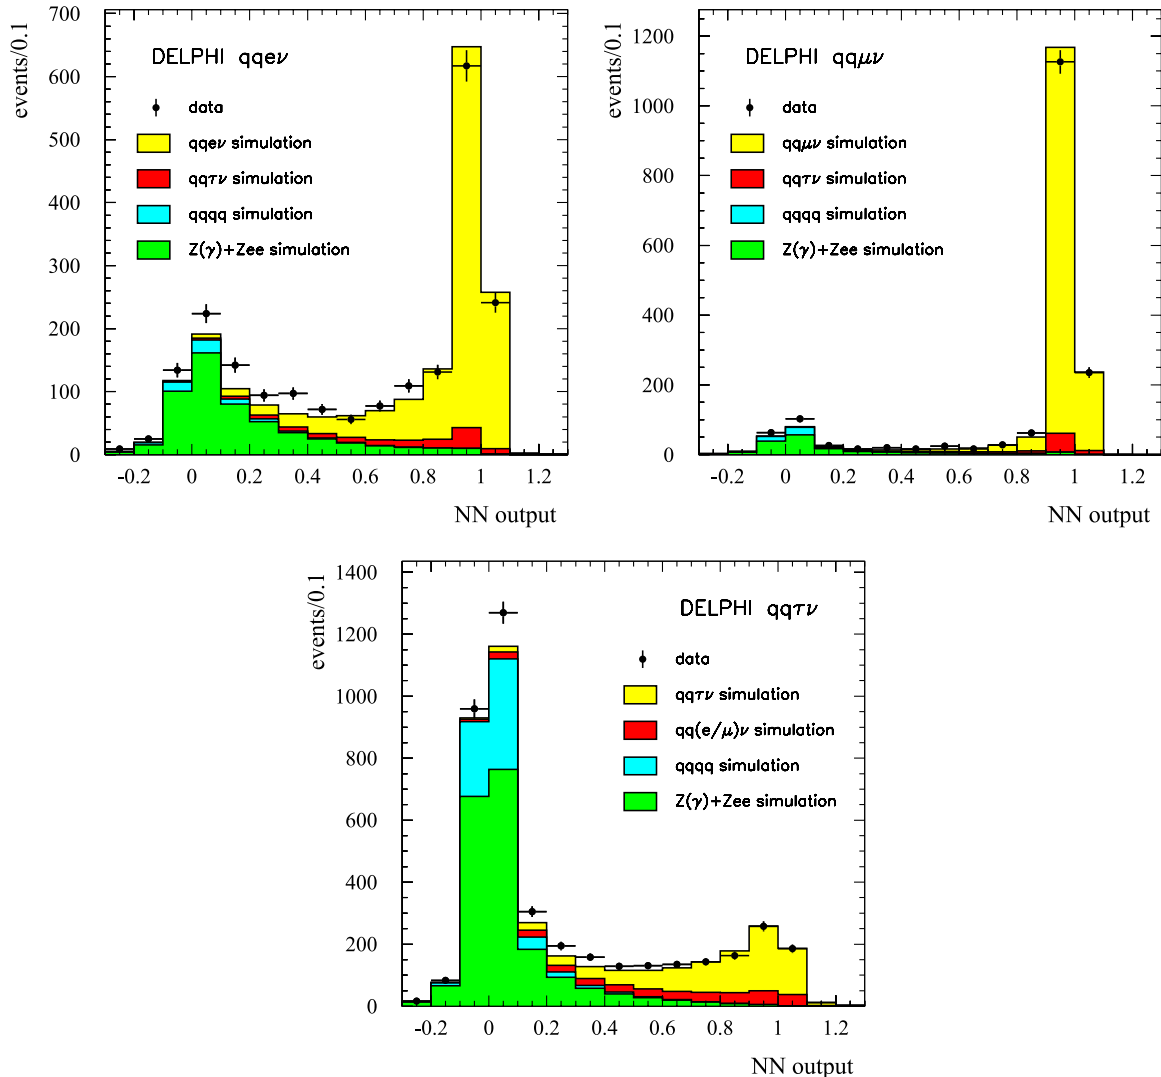 events/0.1
700
600
500
400
300
200
100
0
DELPHI qqeν
data
qqeν simulation
qqτν simulation
qqqq simulation
Z(γ)+Zee simulation
-0.2 0 0.2 0.4 0.6 0.8 1 1.2
NN output
events/0.1
1200
1000
800
600
400
200
0
DELPHI qqμν
data
qqμν simulation
qqτν simulation
qqqq simulation
Z(γ)+Zee simulation
-0.2 0 0.2 0.4 0.6 0.8 1 1.2
NN output
events/0.1
1400
1200
1000
800
600
400
200
0
DELPHI qqτν
data
qqτν simulation
qq(e/μ)ν simulation
qqqq simulation
Z(γ)+Zee simulation
-0.2 0 0.2 0.4 0.6 0.8 1 1.2
NN output